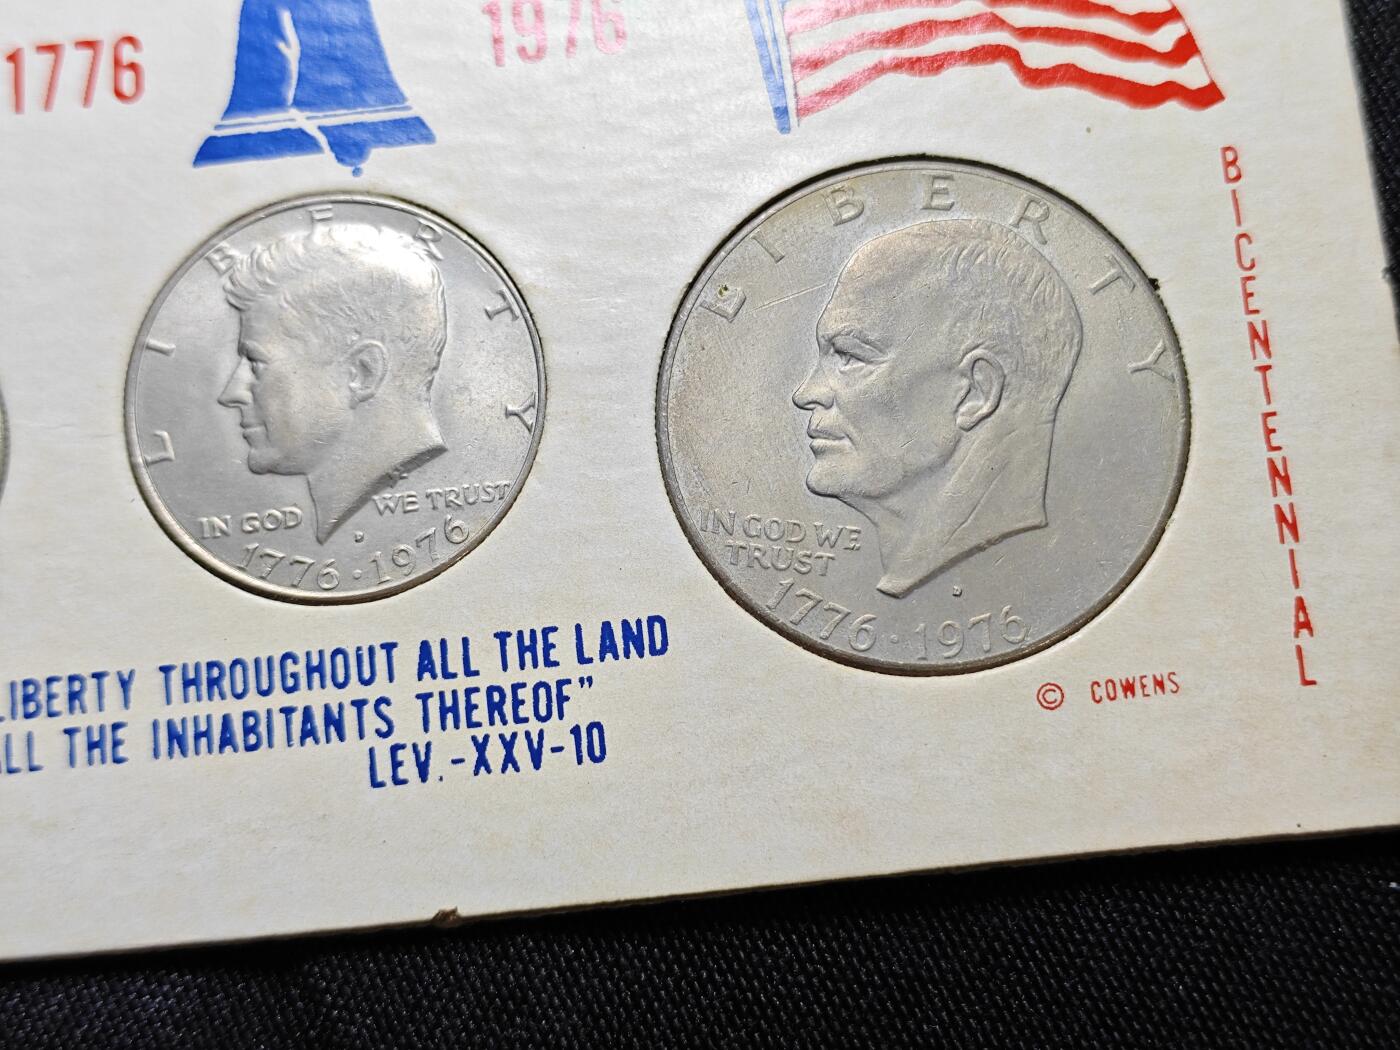 1776
1976
LIBERTY
IN GOD WE TRUST
D
1776 · 1976
LIBERTY
IN GOD WE
TRUST
D
1776 · 1976
BICENTENNIAL
LIBERTY THROUGHOUT ALL THE LAND
ALL THE INHABITANTS THEREOF”
LEV.-XXV-10
© COWENS